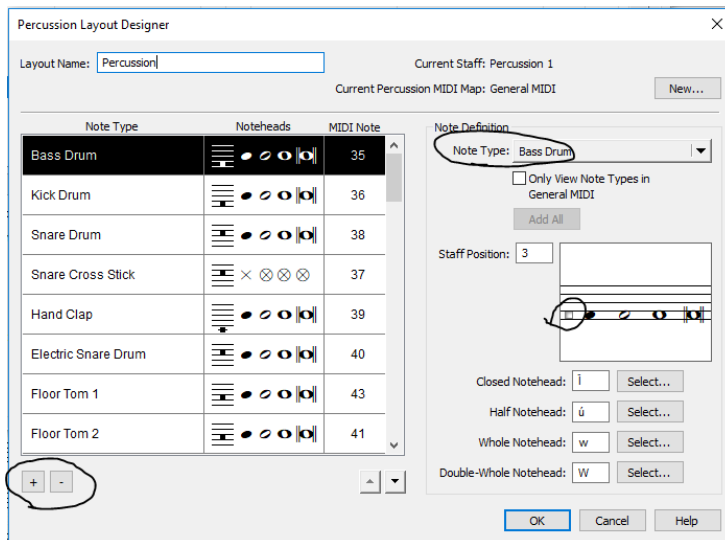 Percussion Layout Designer
Layout Name: Percussion
Current Staff: Percussion 1
Current Percussion MIDI Map: General MIDI
New...
Note Type Noteheads MIDI Note
Bass Drum 35
Kick Drum 36
Snare Drum 38
Snare Cross Stick 37
Hand Clap 39
Electric Snare Drum 40
Floor Tom 1 43
Floor Tom 2 41
+ -
Note Definition
Note Type: Bass Drum
Only View Note Types in
General MIDI
Add All
Staff Position: 3
Closed Notehead: Ï Select...
Half Notehead: ú Select...
Whole Notehead: w Select...
Double-Whole Notehead: W Select...
OK Cancel Help